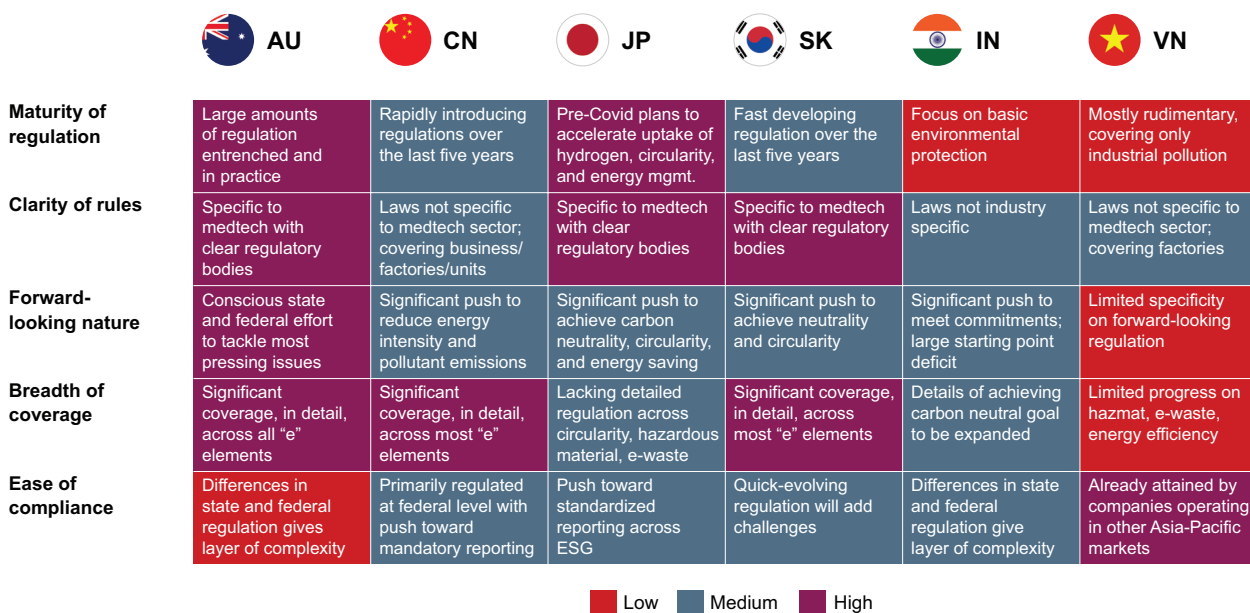 AU
CN
JP
SK
IN
VN
Maturity of
regulation
Large amounts
of regulation
entrenched and
in practice
Rapidly introducing
regulations over
the last five years
Pre-Covid plans to
accelerate uptake of
hydrogen, circularity,
and energy mgmt.
Fast developing
regulation over the
last five years
Focus on basic
environmental
protection
Mostly rudimentary,
covering only
industrial pollution
Clarity of rules
Specific to
medtech with
clear regulatory
bodies
Laws not specific
to medtech sector;
covering business/
factories/units
Specific to medtech
with clear
regulatory bodies
Specific to medtech
with clear regulatory
bodies
Laws not industry
specific
Laws not specific to
medtech sector;
covering factories
Forward-
looking nature
Conscious state
and federal effort
to tackle most
pressing issues
Significant push to
reduce energy
intensity and
pollutant emissions
Significant push to
achieve carbon
neutrality, circularity,
and energy saving
Significant push to
achieve neutrality
and circularity
Significant push to
meet commitments;
large starting point
deficit
Limited specificity
on forward-looking
regulation
Breadth of
coverage
Significant
coverage, in detail,
across all “e”
elements
Significant
coverage, in detail,
across most “e”
elements
Lacking detailed
regulation across
circularity, hazardous
material, e-waste
Significant coverage,
in detail, across
most “e” elements
Details of achieving
carbon neutral goal
to be expanded
Limited progress on
hazmat, e-waste,
energy efficiency
Ease of
compliance
Differences in
state and federal
regulation gives
layer of complexity
Primarily regulated
at federal level with
push toward
mandatory reporting
Push toward
standardized
reporting across
ESG
Quick-evolving
regulation will add
challenges
Differences in state
and federal
regulation give
layer of complexity
Already attained by
companies operating
in other Asia-Pacific
markets
Low
Medium
High